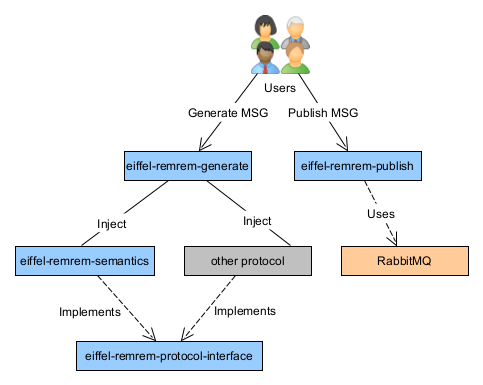 Users
Generate MSG
Publish MSG
eiffel-remrem-generate
eiffel-remrem-publish
Inject
Inject
Uses
eiffel-remrem-semantics
other protocol
RabbitMQ
Implements
Implements
eiffel-remrem-protocol-interface